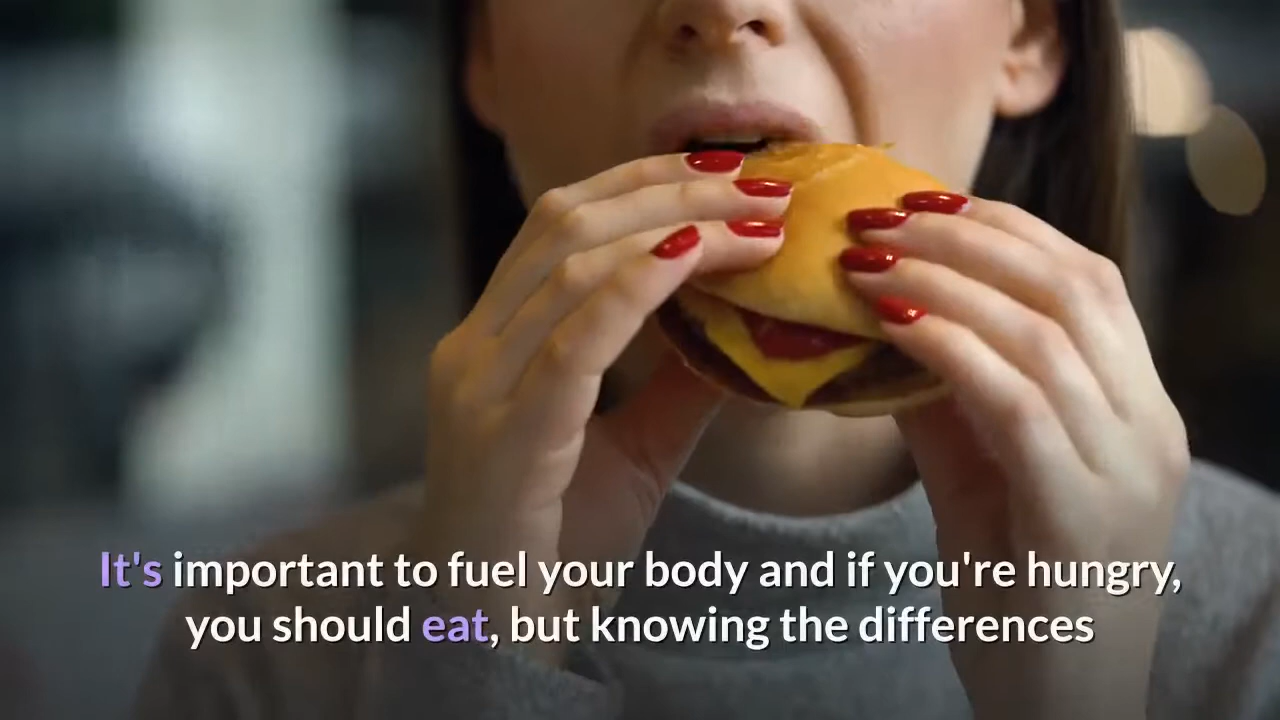 It's important to fuel your body and if you're hungry,
you should eat, but knowing the differences